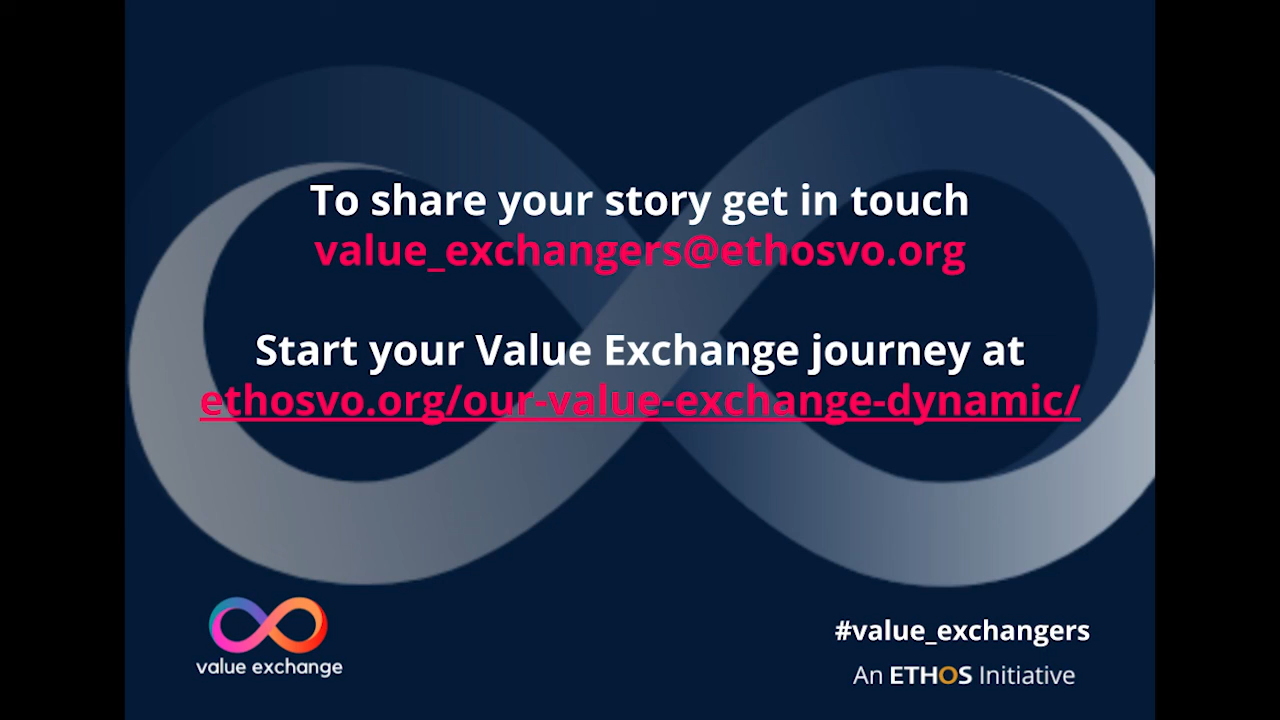 To share your story get in touch
value_exchangers@ethosvo.org
Start your Value Exchange journey at
ethosvo.org/our-value-exchange-dynamic/
value exchange
#value_exchangers
An ETHOS Initiative